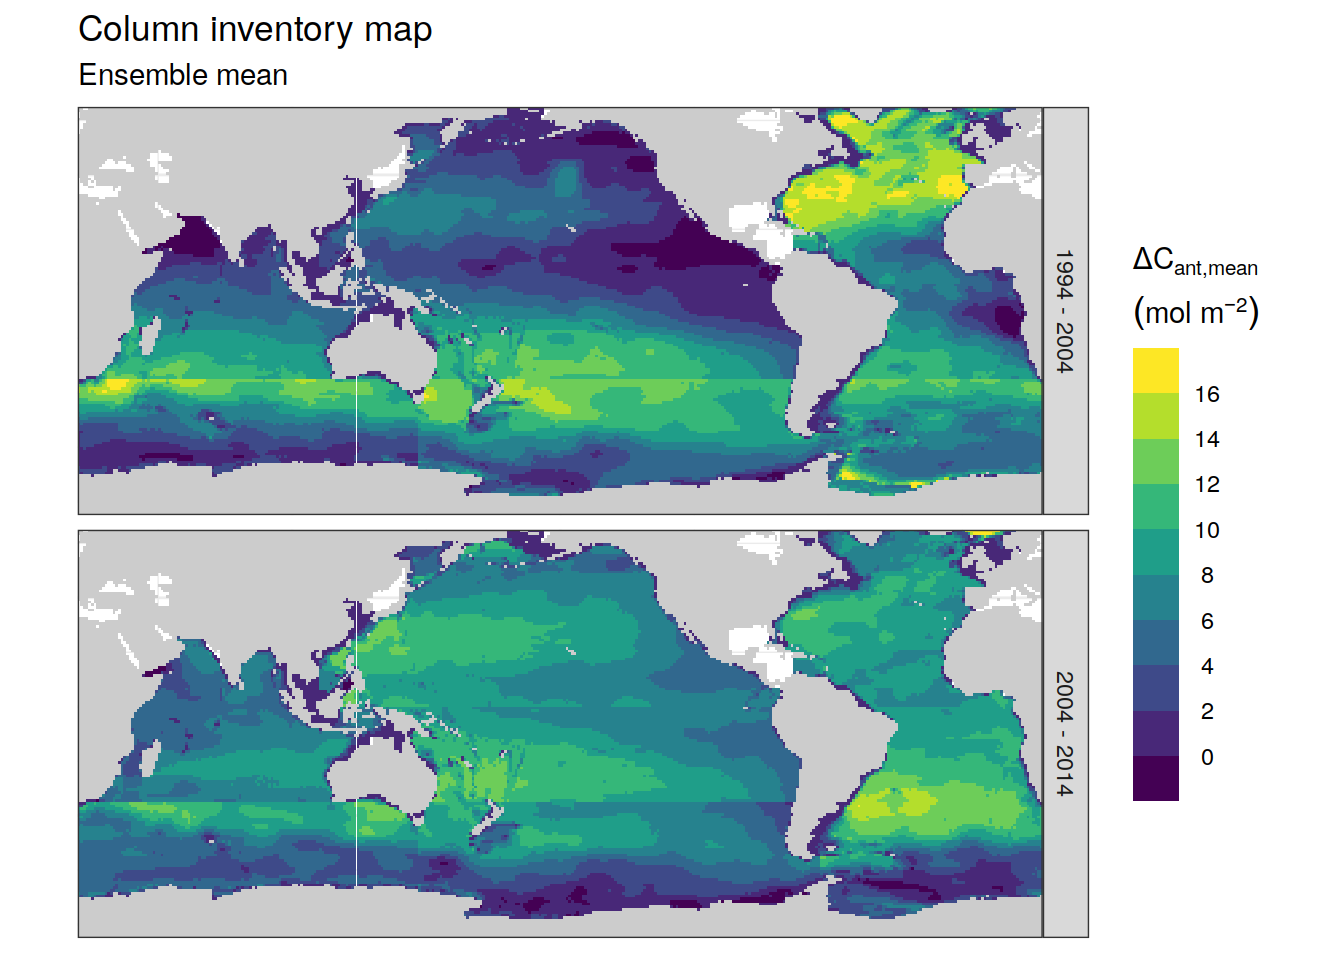 Column inventory map
Ensemble mean
1994 - 2004
2004 - 2014
ΔCant,mean
(mol m−2)
16
14
12
10
8
6
4
2
0